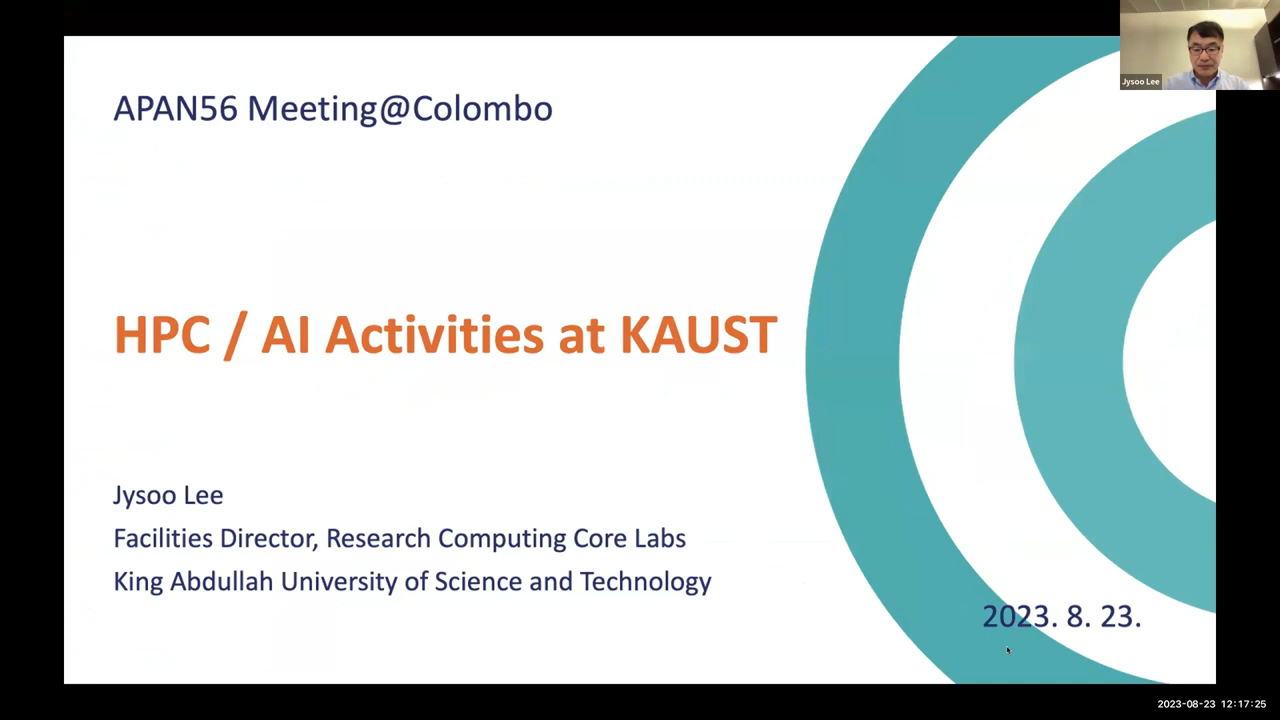 APAN56 Meeting@Colombo
Jysoo Lee
HPC / AI Activities at KAUST
Jysoo Lee
Facilities Director, Research Computing Core Labs
King Abdullah University of Science and Technology
2023. 8. 23.
2023-08-23 12:17:25